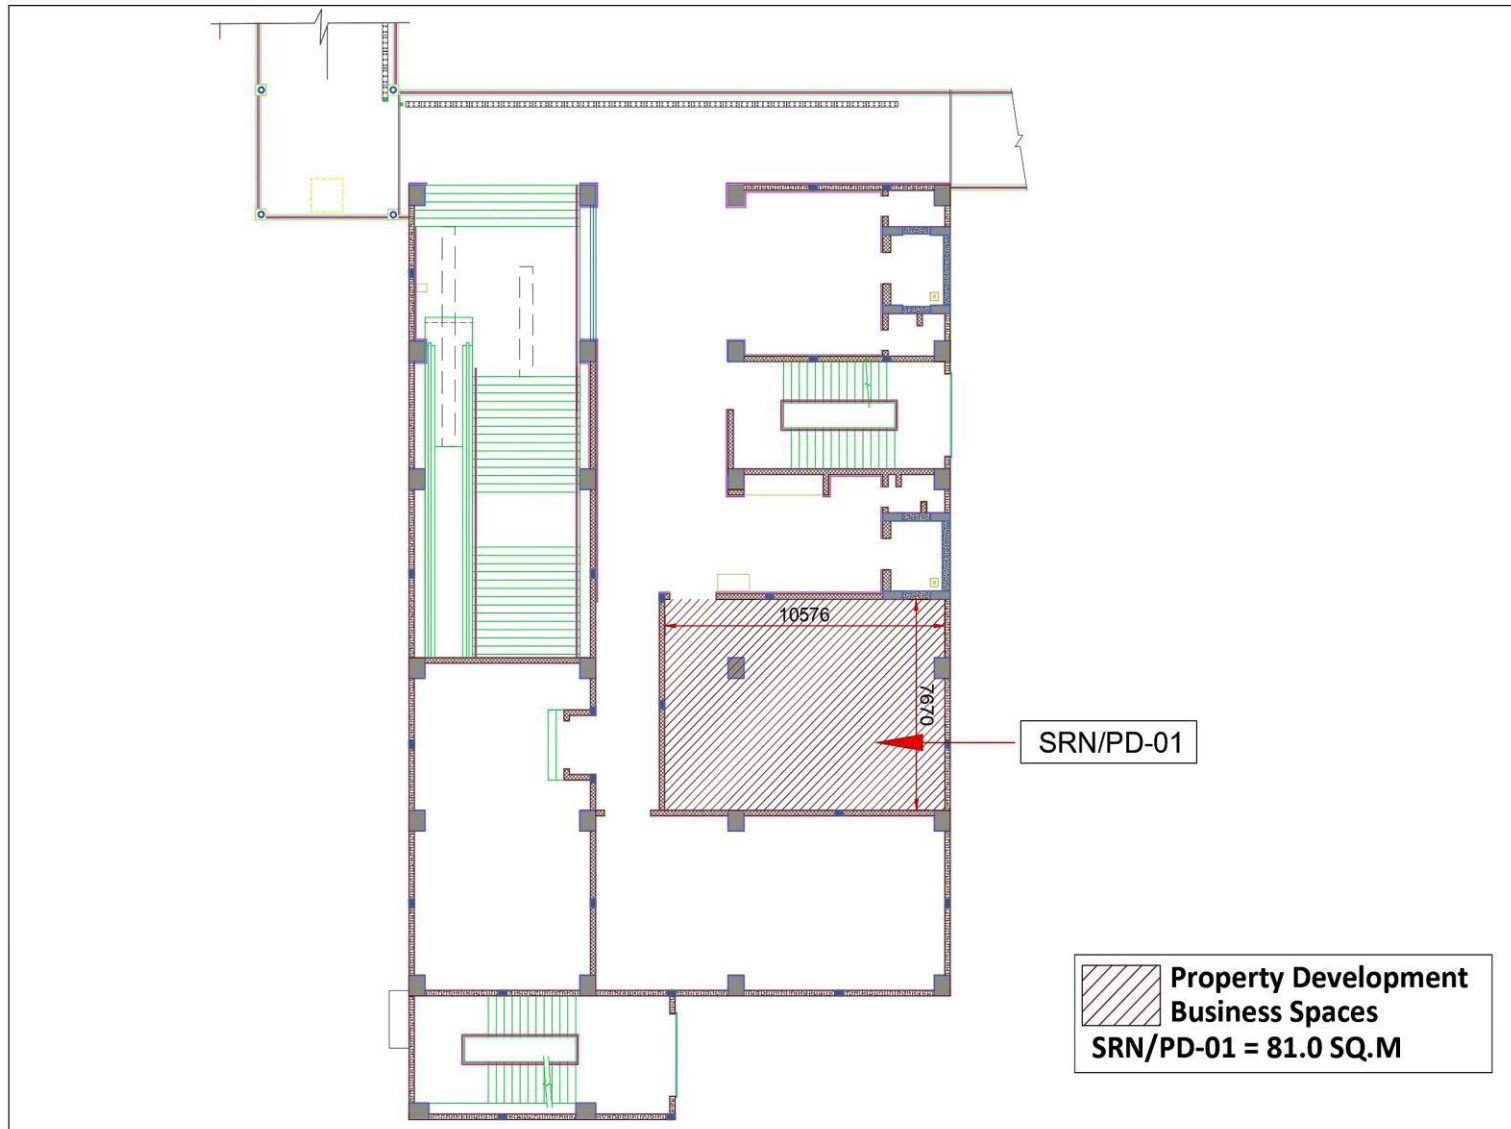 10576
7670
SRN/PD-01
Property Development
Business Spaces
SRN/PD-01 = 81.0 SQ.M